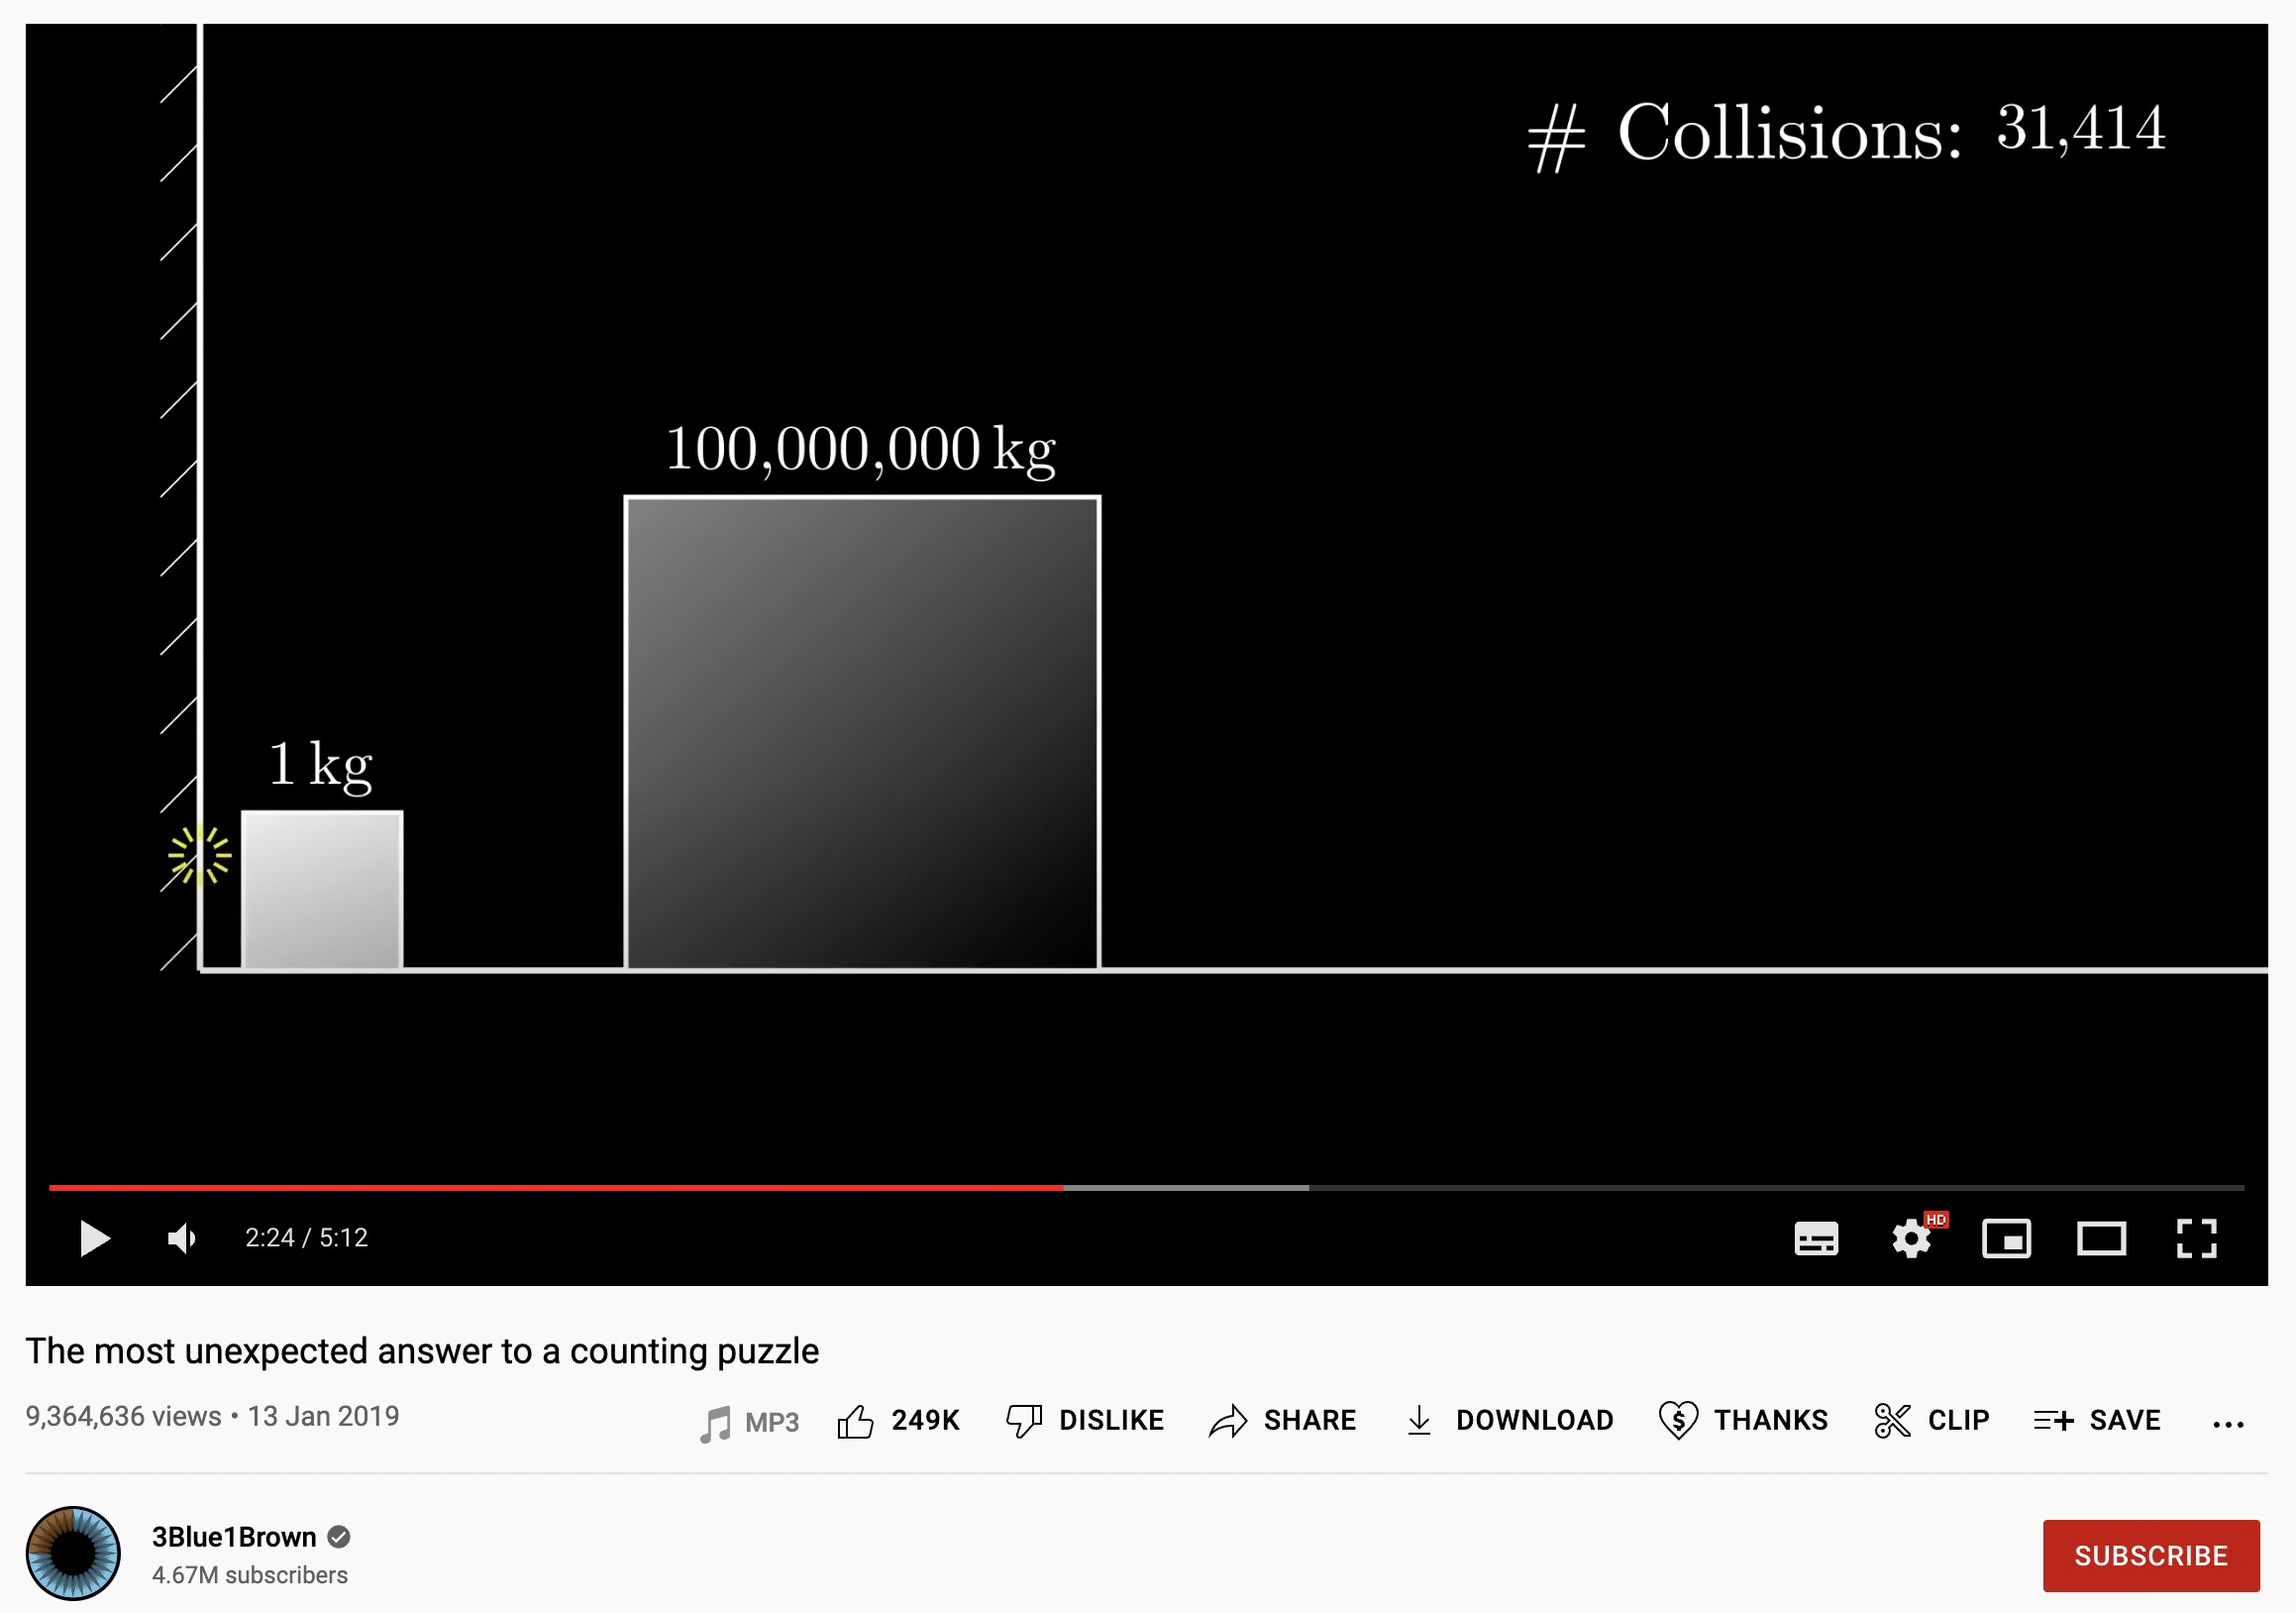 # Collisions: 31,414
100,000,000 kg
1 kg
2:24 / 5:12
HD
The most unexpected answer to a counting puzzle
9,364,636 views • 13 Jan 2019 MP3 249K DISLIKE SHARE DOWNLOAD THANKS CLIP SAVE ...
3Blue1Brown
4.67M subscribers
SUBSCRIBE